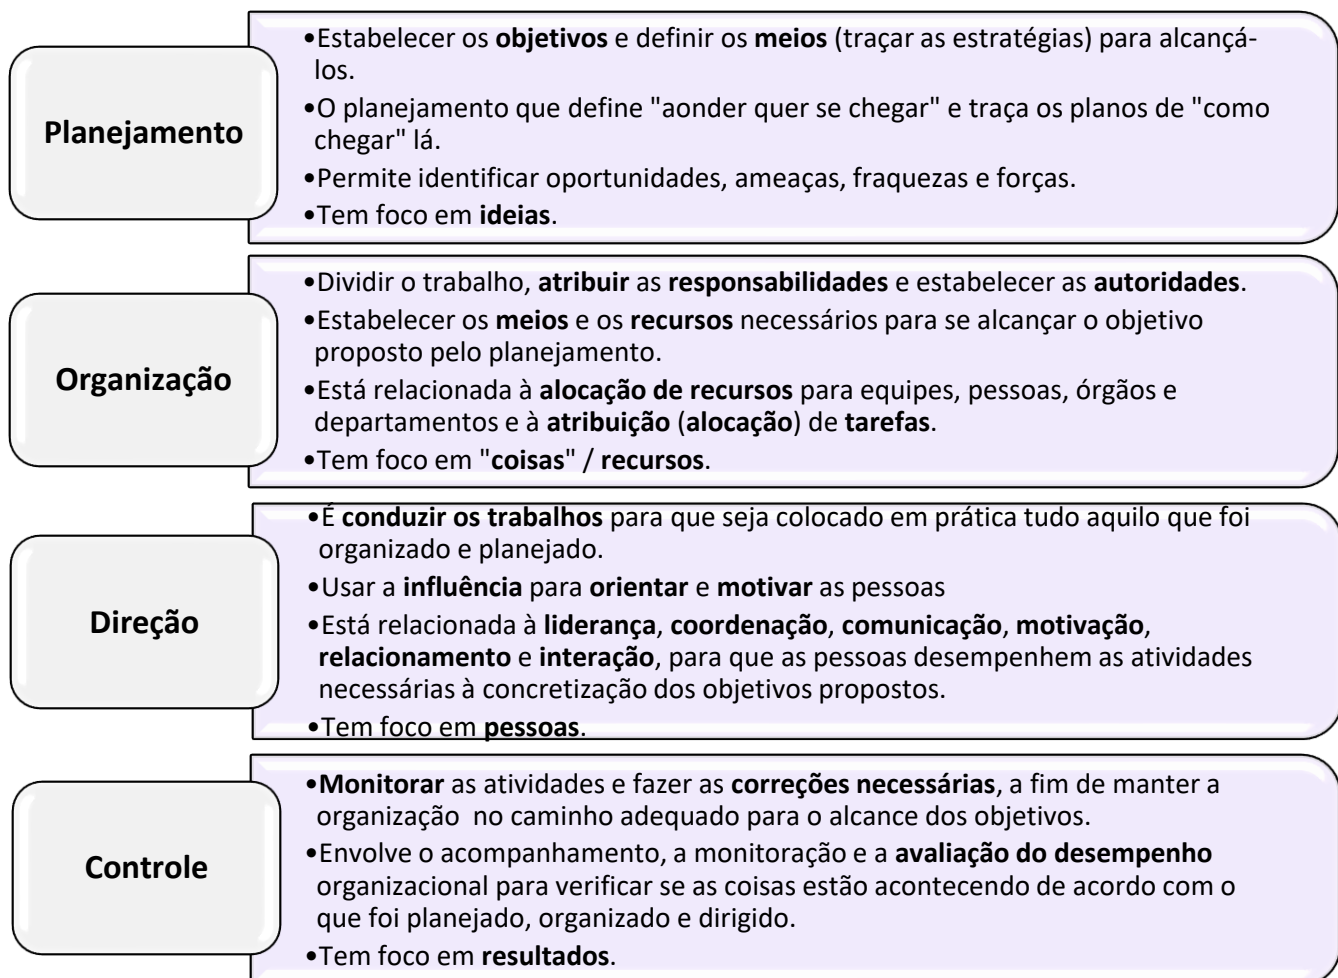 Planejamento
•Estabelecer os objetivos e definir os meios (traçar as estratégias) para alcançá-
los.
•O planejamento que define "aonder quer se chegar" e traça os planos de "como
chegar" lá.
•Permite identificar oportunidades, ameaças, fraquezas e forças.
•Tem foco em ideias.
Organização
•Dividir o trabalho, atribuir as responsabilidades e estabelecer as autoridades.
•Estabelecer os meios e os recursos necessários para se alcançar o objetivo
proposto pelo planejamento.
•Está relacionada à alocação de recursos para equipes, pessoas, órgãos e
departamentos e à atribuição (alocação) de tarefas.
•Tem foco em "coisas" / recursos.
Direção
•É conduzir os trabalhos para que seja colocado em prática tudo aquilo que foi
organizado e planejado.
•Usar a influência para orientar e motivar as pessoas
•Está relacionada à liderança, coordenação, comunicação, motivação,
relacionamento e interação, para que as pessoas desempenhem as atividades
necessárias à concretização dos objetivos propostos.
•Tem foco em pessoas.
Controle
•Monitorar as atividades e fazer as correções necessárias, a fim de manter a
organização no caminho adequado para o alcance dos objetivos.
•Envolve o acompanhamento, a monitoração e a avaliação do desempenho
organizacional para verificar se as coisas estão acontecendo de acordo com o
que foi planejado, organizado e dirigido.
•Tem foco em resultados.